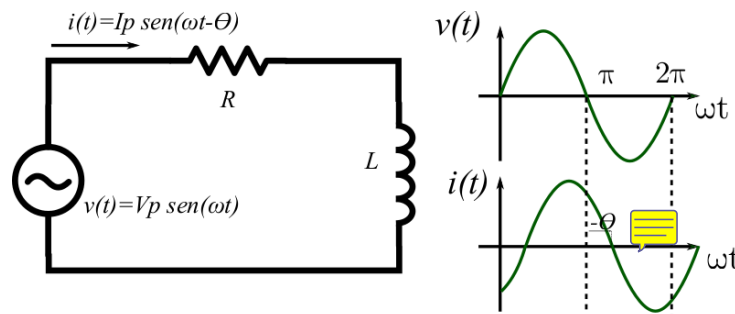 i(t)=Ip sen(ωt-Θ)
R
L
v(t)=Vp sen(ωt)
v(t)
π
2π
ωt
i(t)
-Θ
ωt